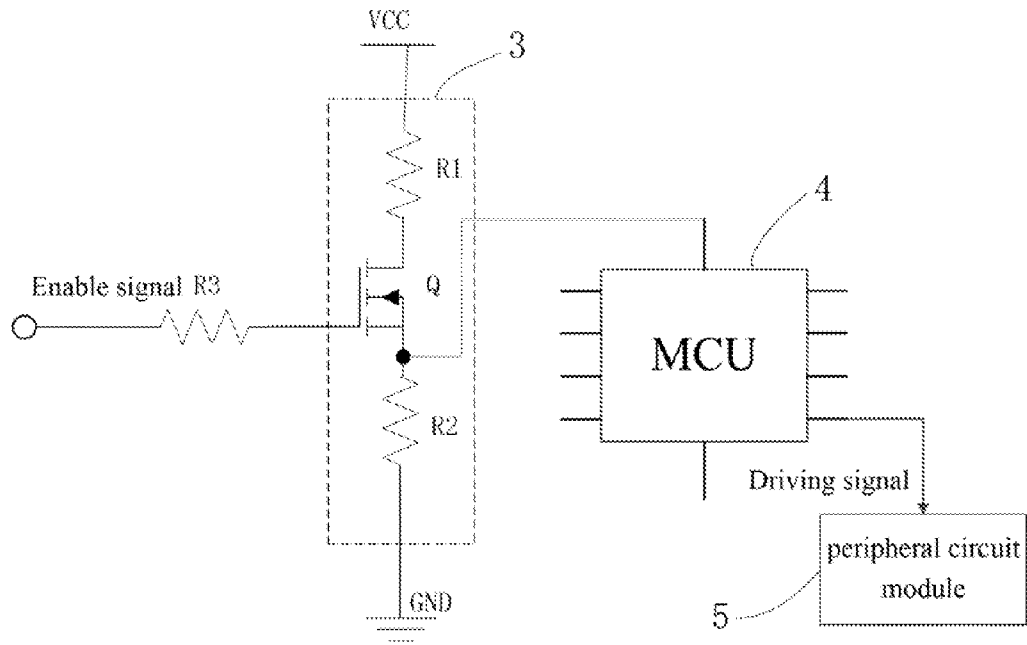 VCC
3
R1
4
Enable signal R3
Q
MCU
R2
Driving signal
peripheral circuit
module
5
GND